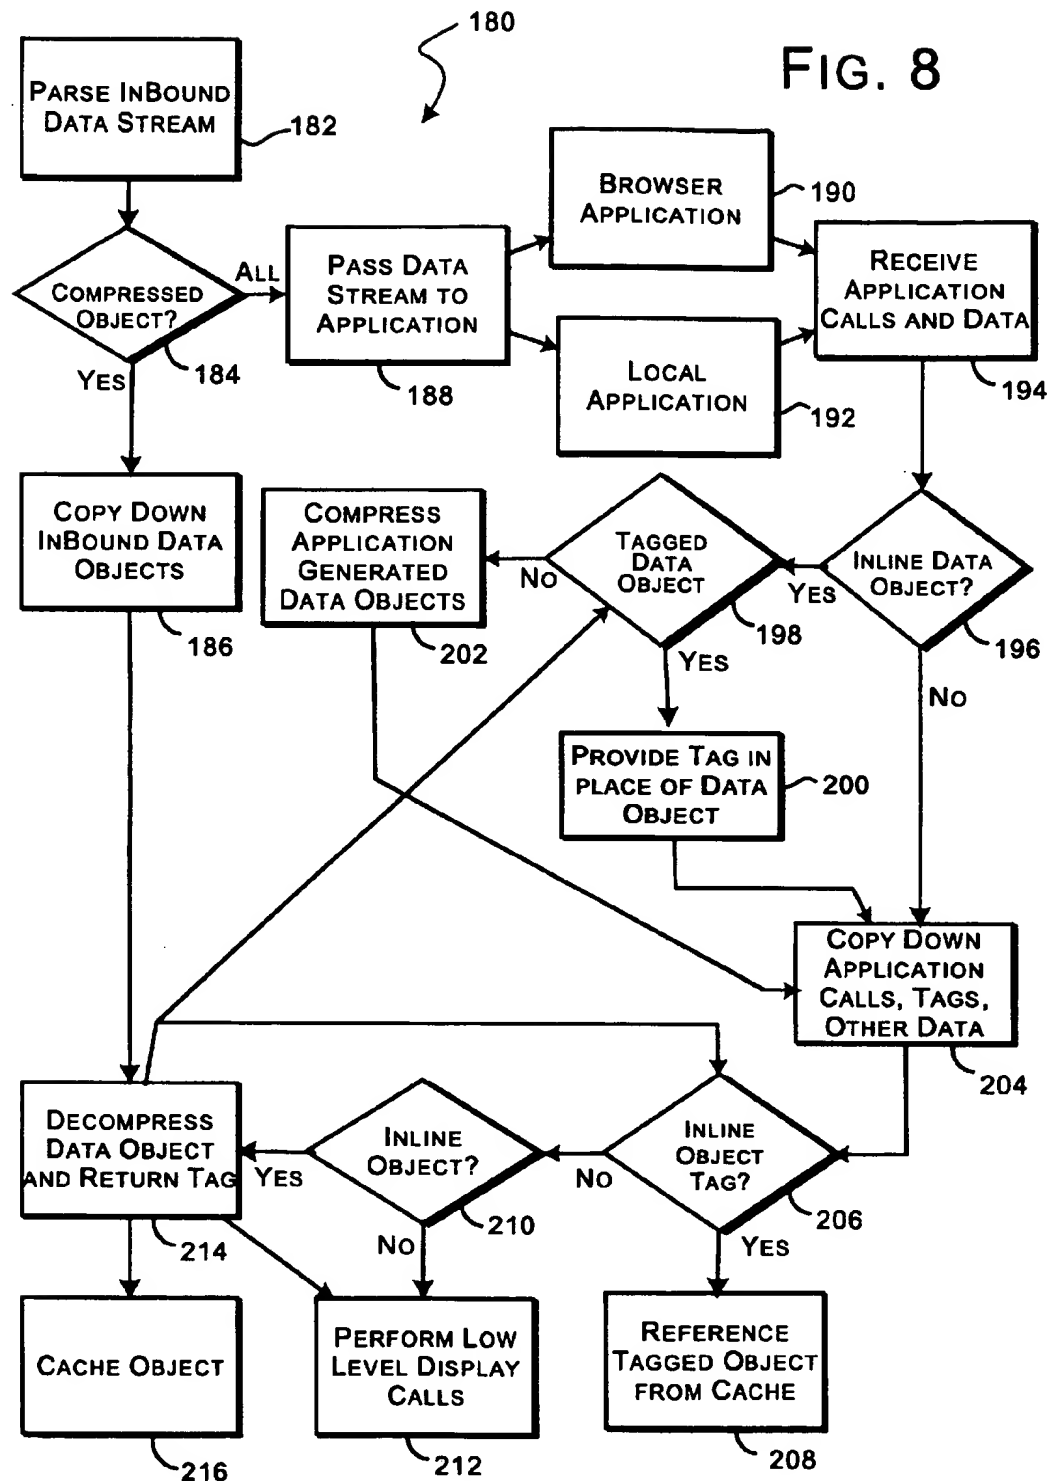 180
FIG. 8
PARSE INBOUND
DATA STREAM
182
COMPRESSED
OBJECT?
184
ALL
YES
PASS DATA
STREAM TO
APPLICATION
188
BROWSER
APPLICATION
190
LOCAL
APPLICATION
192
RECEIVE
APPLICATION
CALLS AND DATA
194
COPY DOWN
INBOUND DATA
OBJECTS
186
COMPRESS
APPLICATION
GENERATED
DATA OBJECTS
202
TAGGED
DATA
OBJECT
198
NO
YES
INLINE DATA
OBJECT?
196
YES
NO
PROVIDE TAG IN
PLACE OF DATA
OBJECT
200
COPY DOWN
APPLICATION
CALLS, TAGS,
OTHER DATA
204
DECOMPRESS
DATA OBJECT
AND RETURN TAG
214
INLINE
OBJECT?
210
YES
NO
INLINE
OBJECT
TAG?
206
NO
YES
CACHE OBJECT
216
PERFORM LOW
LEVEL DISPLAY
CALLS
212
REFERENCE
TAGGED OBJECT
FROM CACHE
208